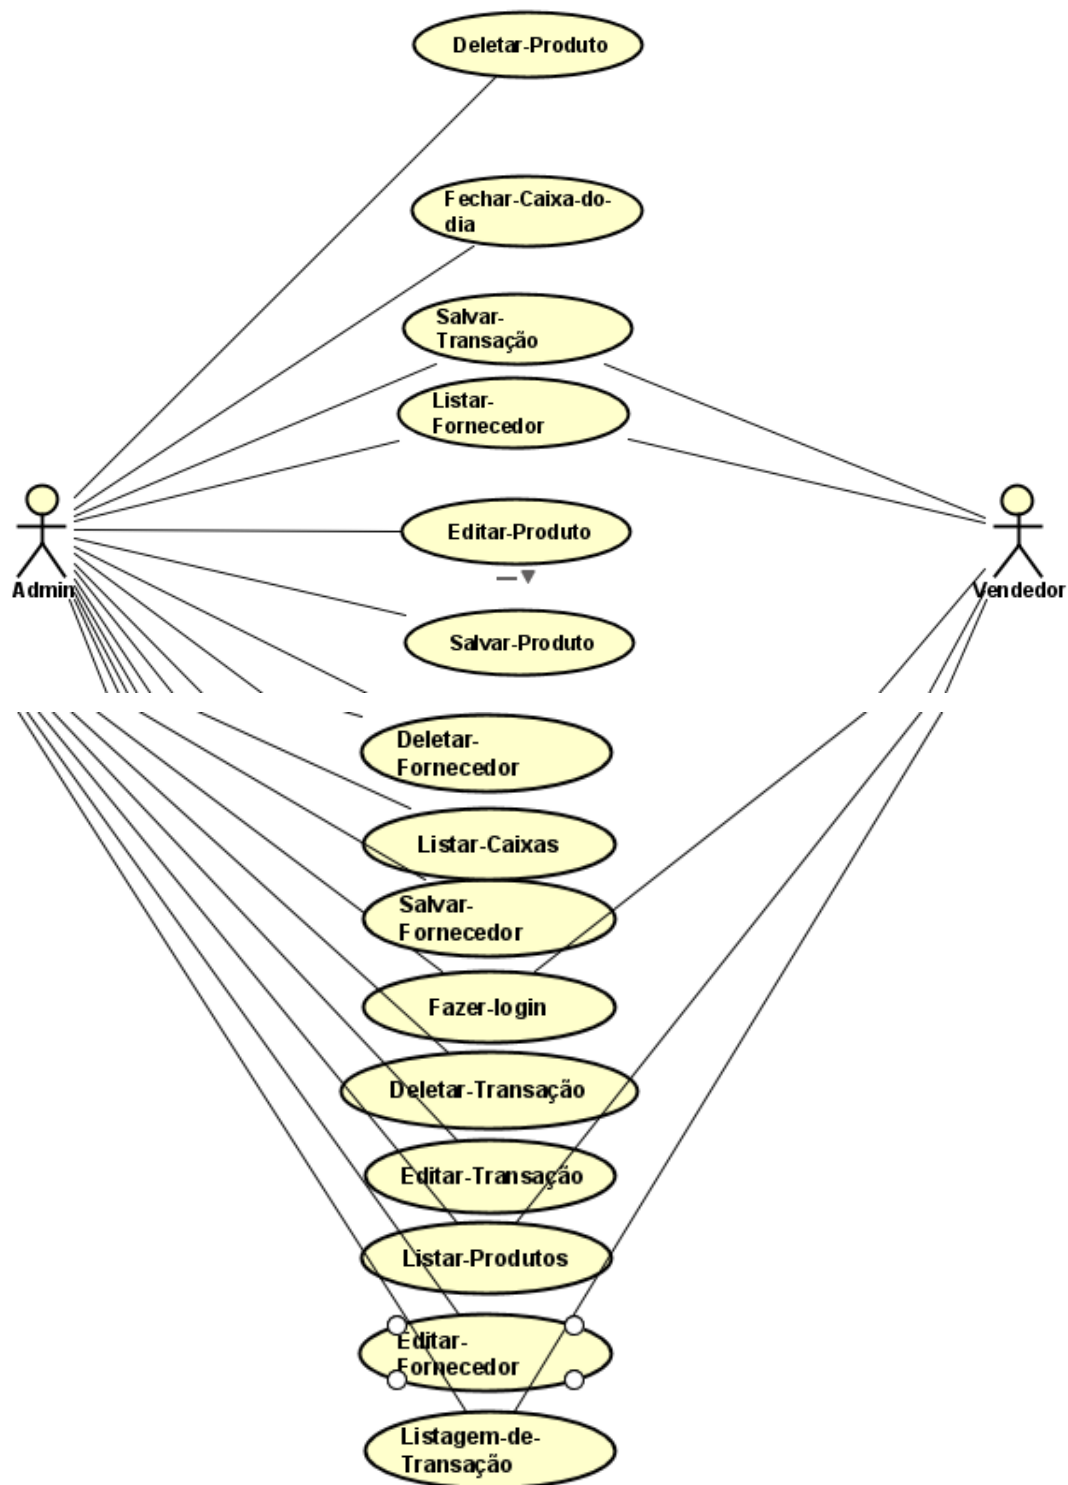 Deletar-Produto
Fechar-Caixa-do-
dia
Salvar-
Transação
Listar-
Fornecedor
Editar-Produto
Admin
Vendedor
Salvar-Produto
Deletar-
Fornecedor
Listar-Caixas
Salvar-
Fornecedor
Fazer-login
Deletar-Transação
Editar-Transação
Listar-Produtos
Editar-
Fornecedor
Listagem-de-
Transação